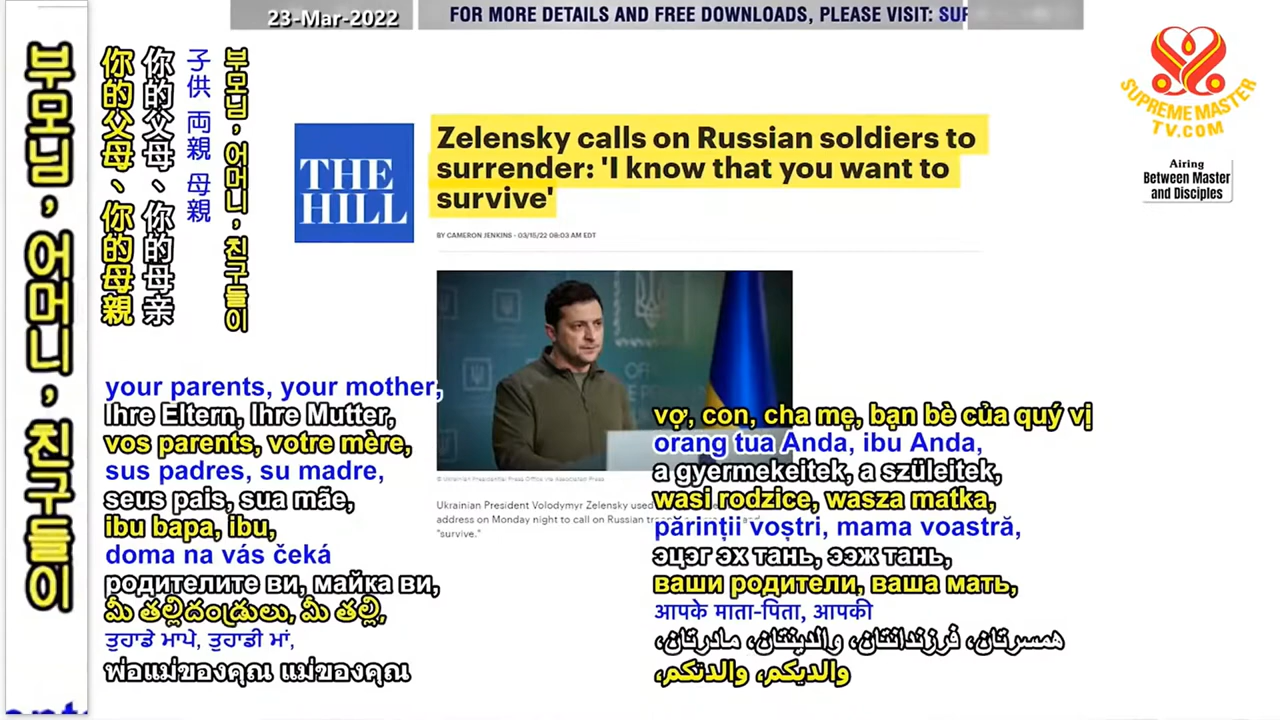 23-Mar-2022
FOR MORE DETAILS AND FREE DOWNLOADS, PLEASE VISIT:
SUPREME MASTER
TV.COM
Airing
Between Master
and Disciples
부모님, 어머니, 친구들이
你的父母、你的母親
你的父母、你的母亲
子供 両親 母親
부모님, 어머니, 친구들이
THE
HILL
Zelensky calls on Russian soldiers to
surrender: 'I know that you want to
survive'
BY CAMERON JENKINS - 03/15/22 08:03 AM EDT
© Ukrainian Presidential Press Office via Associated Press
Ukrainian President Volodymyr Zelensky used
address on Monday night to call on Russian
"survive."
your parents, your mother,
Ihre Eltern, Ihre Mutter,
vos parents, votre mère,
sus padres, su madre,
seus pais, sua mãe,
ibu bapa, ibu,
doma na vás čeká
родителите ви, майка ви,
మీ తల్లిదండ్రులు, మీ తల్లి,
ਤੁਹਾਡੇ ਮਾਪੇ, ਤੁਹਾਡੀ ਮਾਂ,
พ่อแม่ของคุณ แม่ของคุณ
vợ, con, cha mẹ, bạn bè của quý vị
orang tua Anda, ibu Anda,
a gyermekeitek, a szüleitek,
wasi rodzice, wasza matka,
părinții voștri, mama voastră,
эцэг эх тань, ээж тань,
ваши родители, ваша мать,
आपके माता-पिता, आपकी
همسرتان، فرزندانتان، والدینتان، مادرتان،
والديكم، والدتكم،